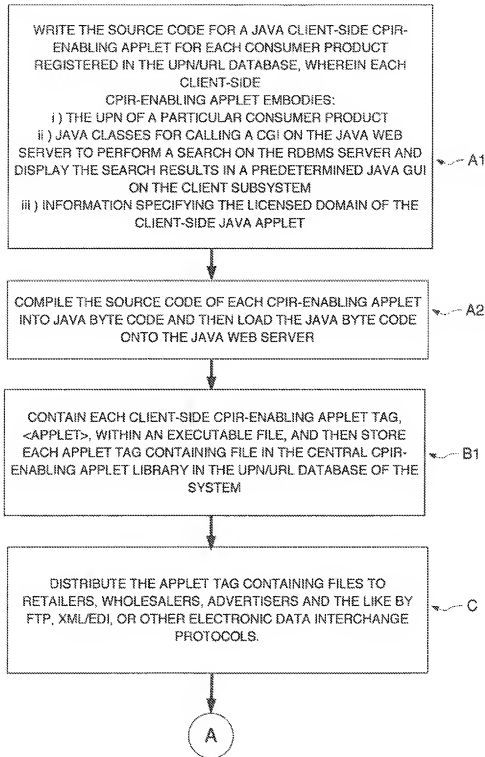 WRITE THE SOURCE CODE FOR A JAVA CLIENT-SIDE CPIR-
ENABLING APPLET FOR EACH CONSUMER PRODUCT
REGISTERED IN THE UPN/URL DATABASE, WHEREIN EACH
CLIENT-SIDE
CPIR-ENABLING APPLET EMBODIES:
i ) THE UPN OF A PARTICULAR CONSUMER PRODUCT
ii ) JAVA CLASSES FOR CALLING A CGI ON THE JAVA WEB
SERVER TO PERFORM A SEARCH ON THE RDBMS SERVER AND
DISPLAY THE SEARCH RESULTS IN A PREDETERMINED JAVA GUI
ON THE CLIENT SUBSYSTEM
iii ) INFORMATION SPECIFYING THE LICENSED DOMAIN OF THE
CLIENT-SIDE JAVA APPLET
A1
COMPILE THE SOURCE CODE OF EACH CPIR-ENABLING APPLET
INTO JAVA BYTE CODE AND THEN LOAD THE JAVA BYTE CODE
ONTO THE JAVA WEB SERVER
A2
CONTAIN EACH CLIENT-SIDE CPIR-ENABLING APPLET TAG,
<APPLET>, WITHIN AN EXECUTABLE FILE, AND THEN STORE
EACH APPLET TAG CONTAINING FILE IN THE CENTRAL CPIR-
ENABLING APPLET LIBRARY IN THE UPN/URL DATABASE OF THE
SYSTEM
B1
DISTRIBUTE THE APPLET TAG CONTAINING FILES TO
RETAILERS, WHOLESALERS, ADVERTISERS AND THE LIKE BY
FTP, XML/EDI, OR OTHER ELECTRONIC DATA INTERCHANGE
PROTOCOLS.
C
A